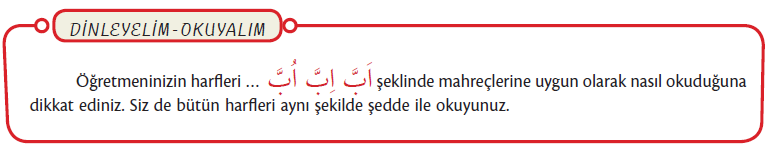 DİNLEYELİM-OKUYALIM
Öğretmeninizin harfleri ... اَبَّ اِبَّ اُبَّ şeklinde mahreçlerine uygun olarak nasıl okuduğuna
dikkat ediniz. Siz de bütün harfleri aynı şekilde şedde ile okuyunuz.